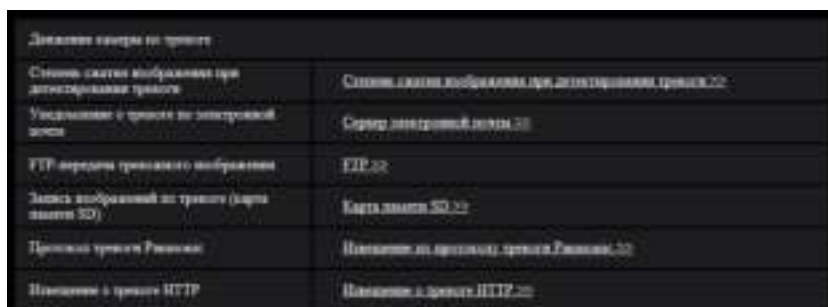 Движение камеры по тревоге
Степень сжатия изображения при
детектировании тревоги
Степень сжатия изображения при детектировании тревоги >>
Уведомление о тревоге по электронной
почте
Сервер электронной почты >>
FTP-передача тревожного изображения
FTP >>
Запись изображений по тревоге (карта
памяти SD)
Карта памяти SD >>
Протокол тревоги Panasonic
Извещение по протоколу тревоги Panasonic >>
Извещение о тревоге HTTP
Извещение о тревоге HTTP >>